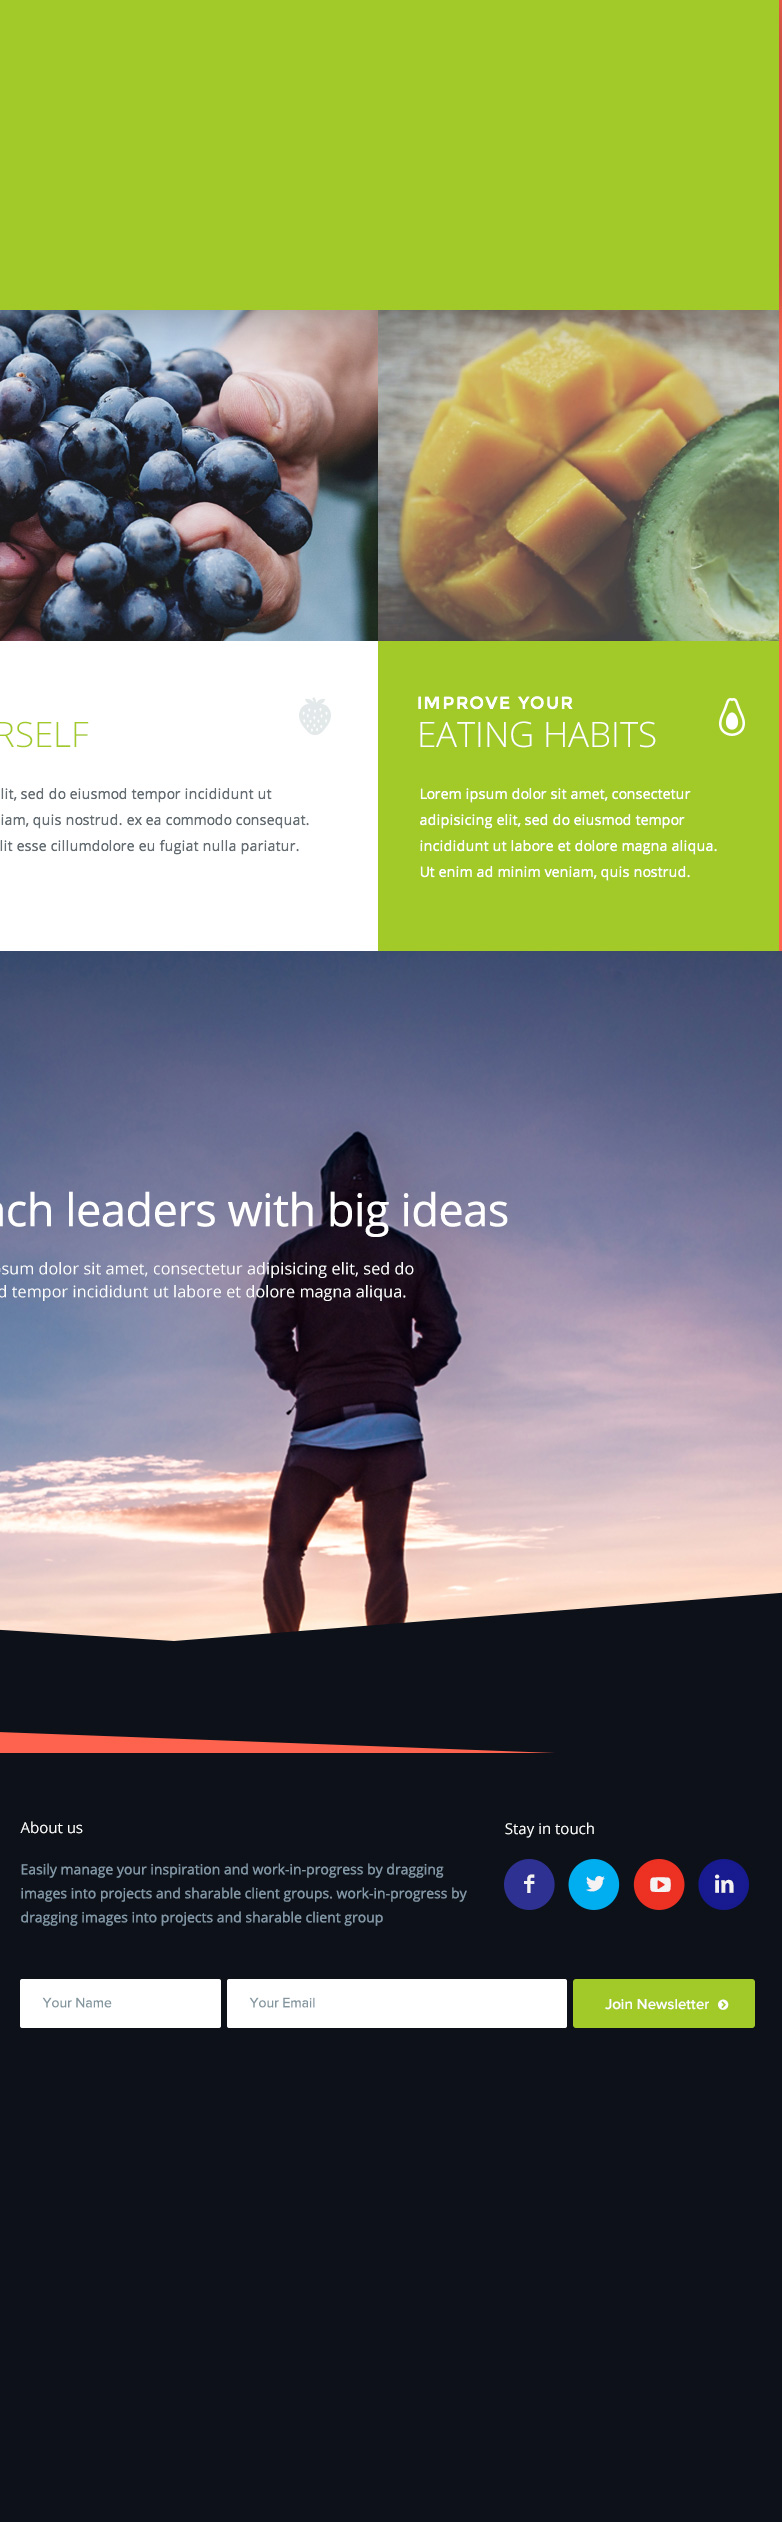 RSELF
lit, sed do eiusmod tempor incididunt ut
iam, quis nostrud. ex ea commodo consequat.
lit esse cillumdolore eu fugiat nulla pariatur.
IMPROVE YOUR
EATING HABITS
Lorem ipsum dolor sit amet, consectetur
adipisicing elit, sed do eiusmod tempor
incididunt ut labore et dolore magna aliqua.
Ut enim ad minim veniam, quis nostrud.
ch leaders with big ideas
sum dolor sit amet, consectetur adipisicing elit, sed do
d tempor incididunt ut labore et dolore magna aliqua.
About us
Easily manage your inspiration and work-in-progress by dragging
images into projects and sharable client groups. work-in-progress by
dragging images into projects and sharable client group
Stay in touch
f
in
Your Name
Your Email
Join Newsletter